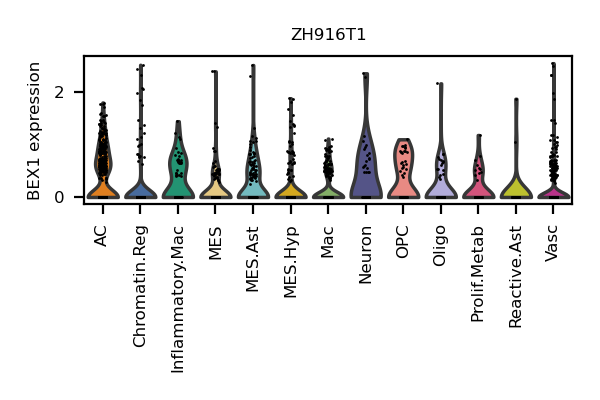 ZH916T1
BEX1 expression
2
0
AC
Chromatin.Reg
Inflammatory.Mac
MES
MES.Ast
MES.Hyp
Mac
Neuron
OPC
Oligo
Prolif.Metab
Reactive.Ast
Vasc